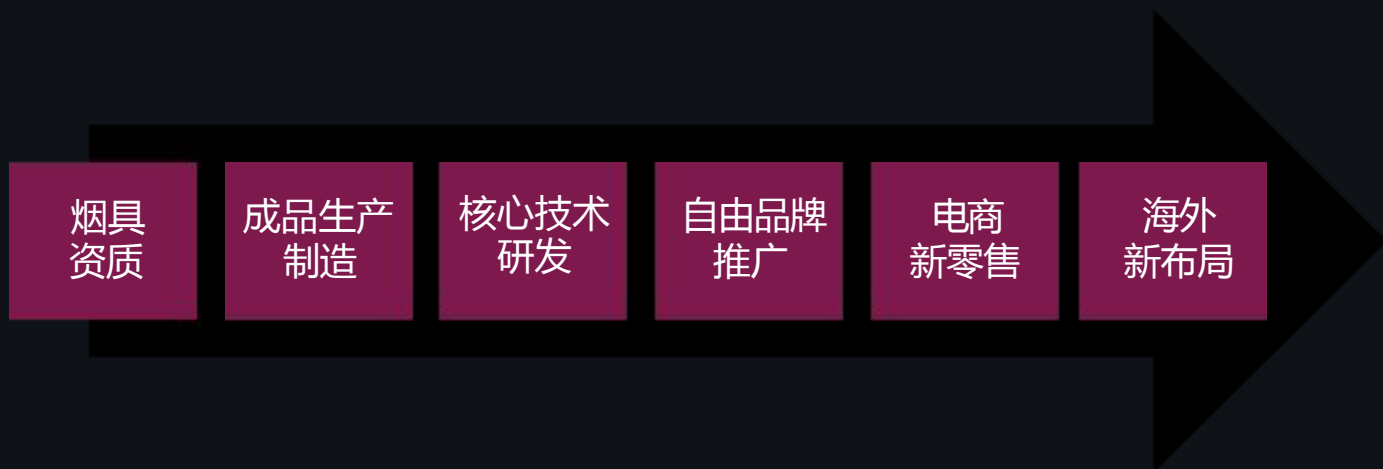 烟具
资质
成品生产
制造
核心技术
研发
自由品牌
推广
电商
新零售
海外
新布局